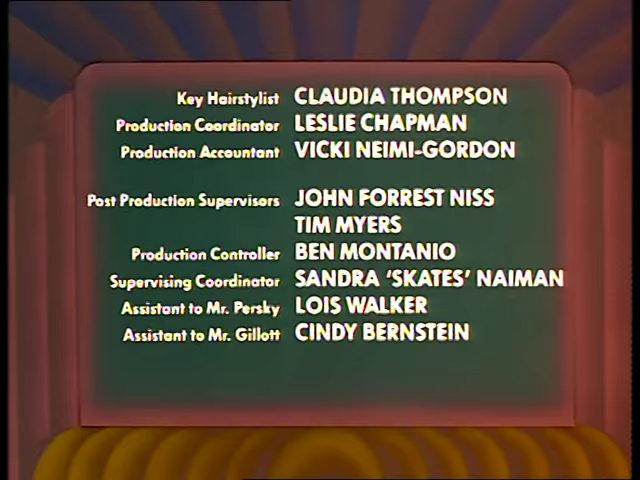 Key Hairstylist CLAUDIA THOMPSON
Production Coordinator LESLIE CHAPMAN
Production Accountant VICKI NEIMI-GORDON
Post Production Supervisors JOHN FORREST NISS
TIM MYERS
Production Controller BEN MONTANIO
Supervising Coordinator SANDRA ‘SKATES’ NAIMAN
Assistant to Mr. Persky LOIS WALKER
Assistant to Mr. Gillott CINDY BERNSTEIN